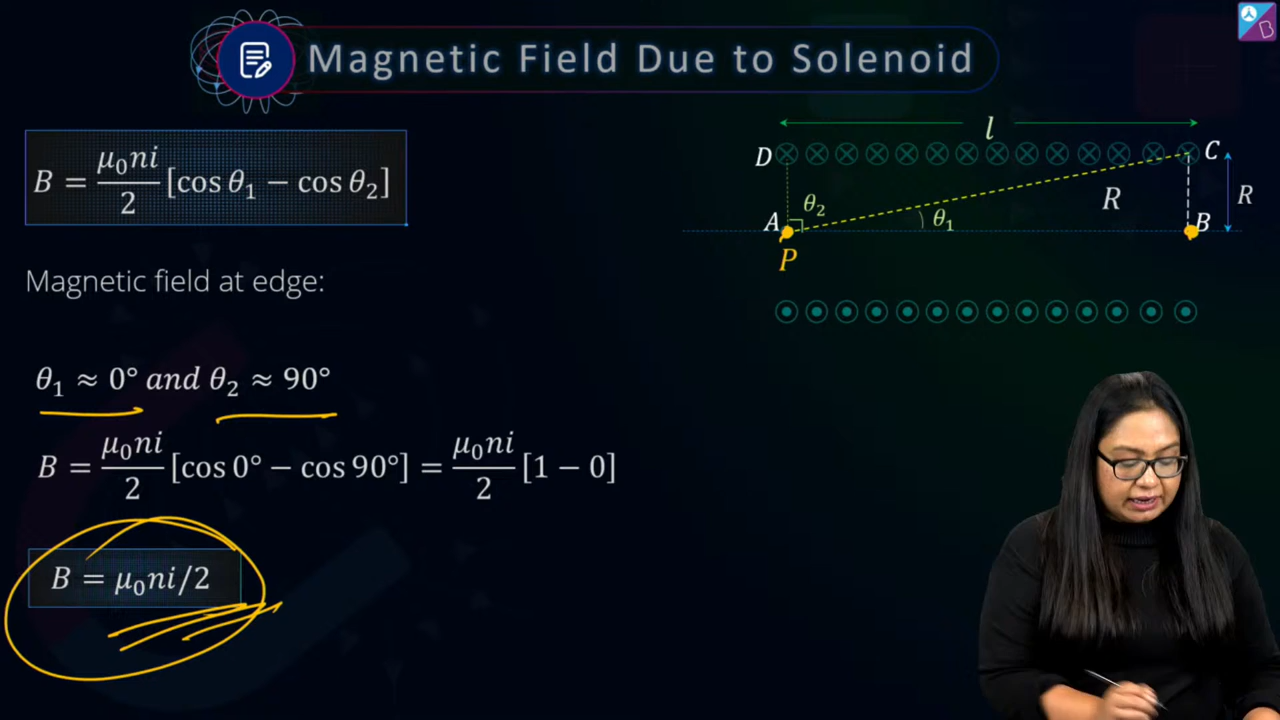 Magnetic Field Due to Solenoid
B = μ₀ni/2 [cos θ₁ − cos θ₂]
l
D
C
θ₂
R
R
A
θ₁
B
P
Magnetic field at edge:
θ₁ ≈ 0° and θ₂ ≈ 90°
B = μ₀ni/2 [cos 0° − cos 90°] = μ₀ni/2 [1 − 0]
B = μ₀ni/2
B